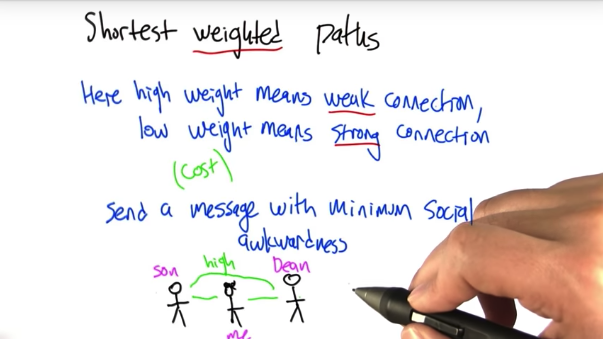 Shortest weighted paths
Here high weight means weak connection,
low weight means strong connection
(cost)
Send a message with minimum social
awkwardness
high
son
Dean
me